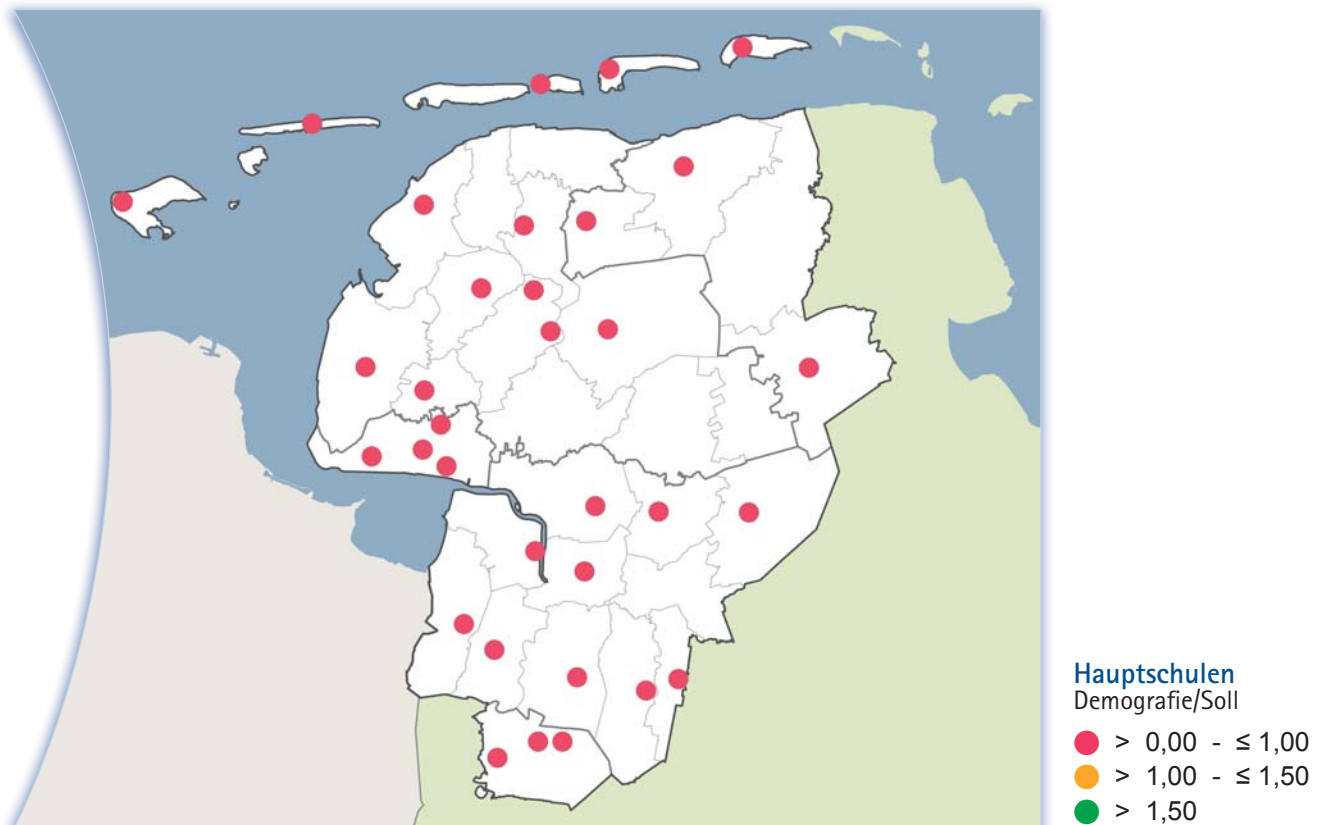 Hauptschulen
Demografie/Soll
> 0,00 - ≤ 1,00
> 1,00 - ≤ 1,50
> 1,50